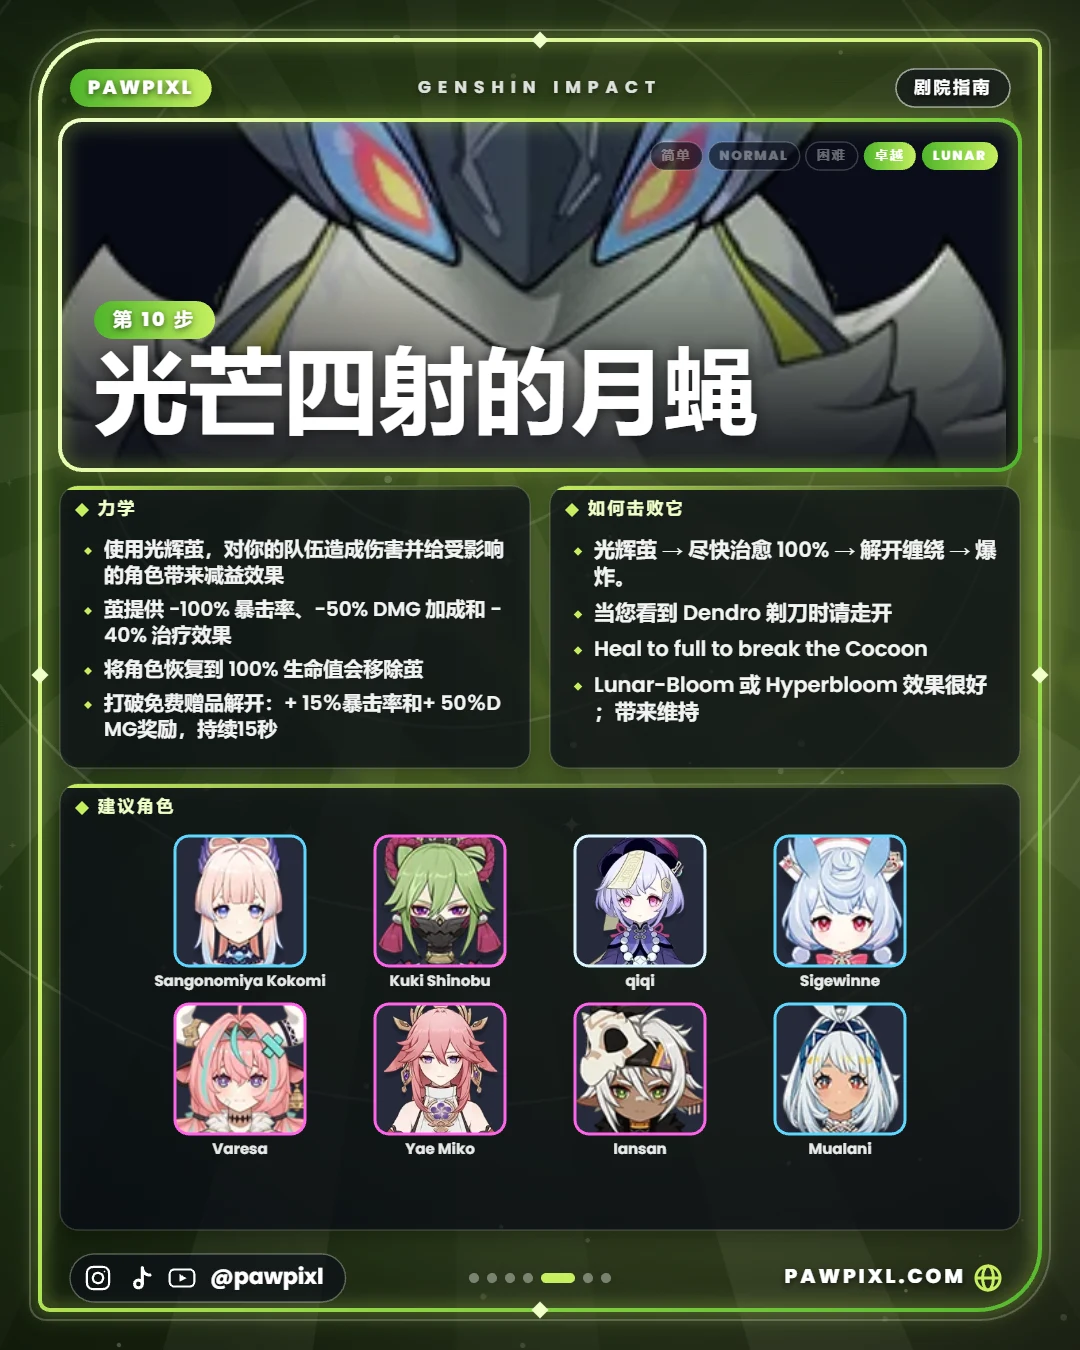 PAWPIXL
GENSHIN IMPACT
剧院指南
简单
NORMAL
困难
卓越
LUNAR
第 10 步
光芒四射的月蝇
力学
使用光辉茧，对你的队伍造成伤害并给受影响
的角色带来减益效果
茧提供 -100% 暴击率、-50% DMG 加成和 -
40% 治疗效果
将角色恢复到 100% 生命值会移除茧
打破免费赠品解开：+ 15%暴击率和+ 50%D
MG奖励，持续15秒
如何击败它
光辉茧 → 尽快治愈 100% → 解开缠绕 → 爆
炸。
当您看到 Dendro 剃刀时请走开
Heal to full to break the Cocoon
Lunar-Bloom 或 Hyperbloom 效果很好
；带来维持
建议角色
Sangonomiya Kokomi
Kuki Shinobu
qiqi
Sigewinne
Varesa
Yae Miko
Iansan
Mualani
@pawpixl
PAWPIXL.COM